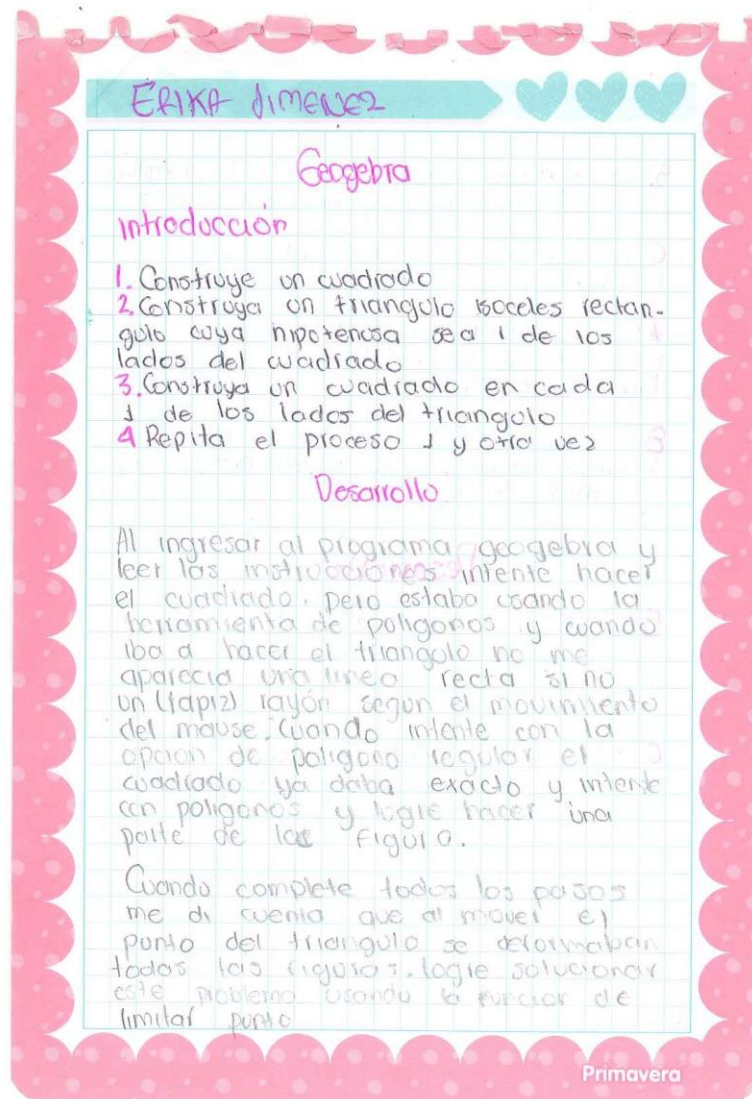 ERIKA JIMENEZ
Geogebra
introducción
1. Construye un cuadrado
2. Construya un triangulo isoceles rectan-
gulo cuya hipotenusa sea 1 de los
lados del cuadrado
3. Construya un cuadrado en cada
1 de los lados del triangulo
4 Repita el proceso 1 y otra vez
Desarrollo
Al ingresar al programa geogebra y
leer las instrucciones intente hacer
el cuadrado. pero estaba usando la
herramienta de poligonos y cuando
iba a hacer el triangulo no me
aparecia una linea recta si no
un (lapiz) rayón segun el movimiento
del mouse. Cuando intente con la
opcion de poligono regular el
cuadrado ya daba exacto y intente
con poligonos y logre hacer una
parte de la figura.
Cuando complete todos los pasos
me di cuenta que al mover el
punto del triangulo se deformaban
todas las figuras. logre solucionar
este problema usando la funcion de
limitar punto
Primavera